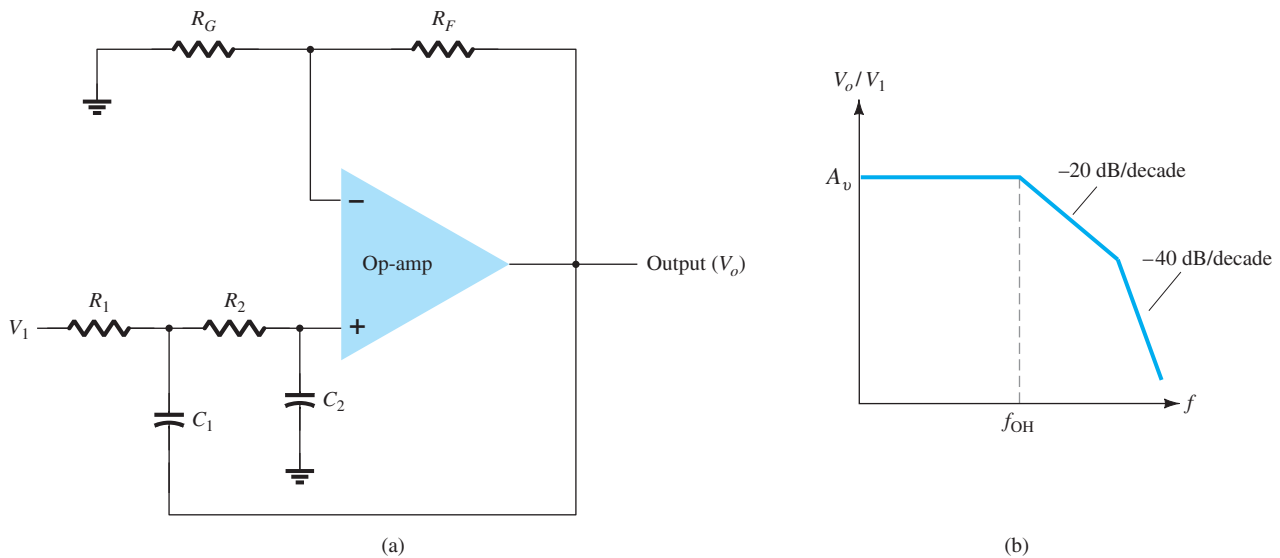 R_G
R_F
−
Op-amp
Output (V_o)
R_1
R_2
V_1
+
C_1
C_2
(a)
V_o / V_1
−20 dB/decade
A_υ
−40 dB/decade
f
f_OH
(b)